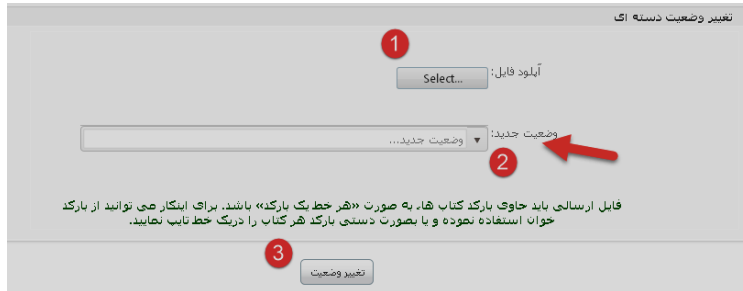 تغییر وضعیت دسته ای
1
آپلود فایل:
Select...
وضعیت جدید:
وضعیت جدید...
2
فایل ارسالی باید حاوی بارکد کتاب ها، به صورت «هر خط یک بارکد» باشد. برای اینکار می توانید از بارکد
خوان استفاده نموده و یا بصورت دستی بارکد هر کتاب را دریک خط تایپ نمایید.
3
تغییر وضعیت